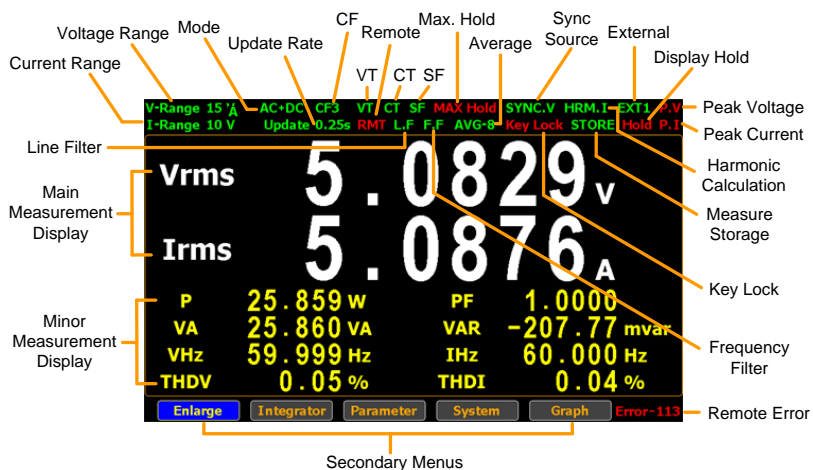 CF
Max. Hold
Sync
Source
Mode
Remote
External
Voltage Range
Update Rate
Average
Display Hold
Current Range
VT CT SF
V-Range 15 AC+DC CF3 VT CT SF MAX Hold SYNC.V HRM.I EXT1 P.V
Peak Voltage
I-Range 10 V Update 0.25s RMT L.F F.F AVG-8 Key Lock STORE Hold P.I
Peak Current
Line Filter
Harmonic
Calculation
Main
Measurement
Display
Vrms 5.0829 V
Measure
Storage
Irms 5.0876 A
Key Lock
Minor
Measurement
Display
P 25.859 W PF 1.0000
VA 25.860 VA VAR -207.77 mvar
VHz 59.999 Hz IHz 60.000 Hz
THDV 0.05 % THDI 0.04 %
Frequency
Filter
Enlarge Integrator Parameter System Graph Error-113
Remote Error
Secondary Menus